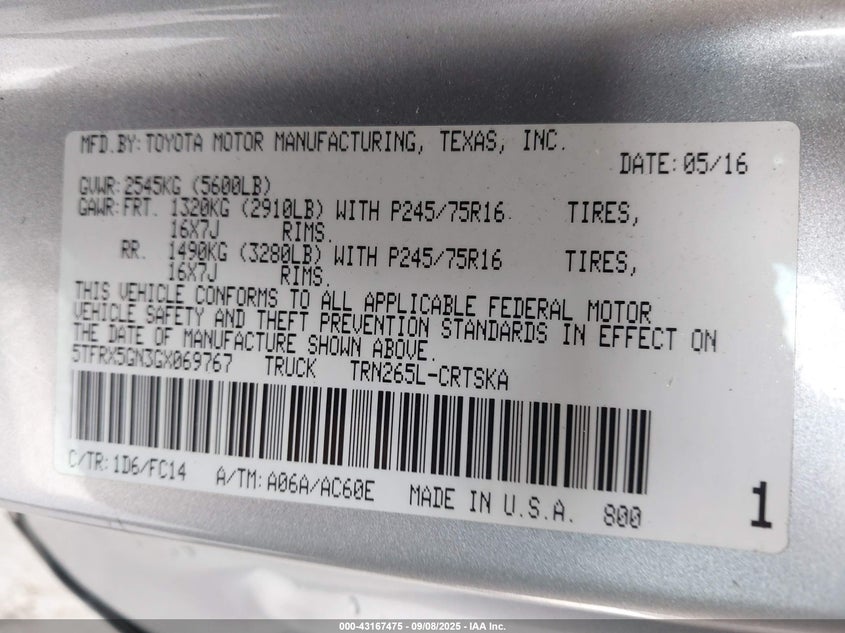 MFD.BY:TOYOTA MOTOR MANUFACTURING, TEXAS, INC.
DATE:05/16
GVWR:2545KG (5600LB)
GAWR:FRT. 1320KG (2910LB) WITH P245/75R16 TIRES,
16X7J RIMS.
RR. 1490KG (3280LB) WITH P245/75R16 TIRES,
16X7J RIMS.
THIS VEHICLE CONFORMS TO ALL APPLICABLE FEDERAL MOTOR
VEHICLE SAFETY AND THEFT PREVENTION STANDARDS IN EFFECT ON
THE DATE OF MANUFACTURE SHOWN ABOVE.
5TFRX5GN3GX069767 TRUCK TRN265L-CRTSKA
C/TR:1D6/FC14 A/TM:A06A/AC60E MADE IN U.S.A. 800
1
000-43167475 - 09/08/2025 - IAA Inc.